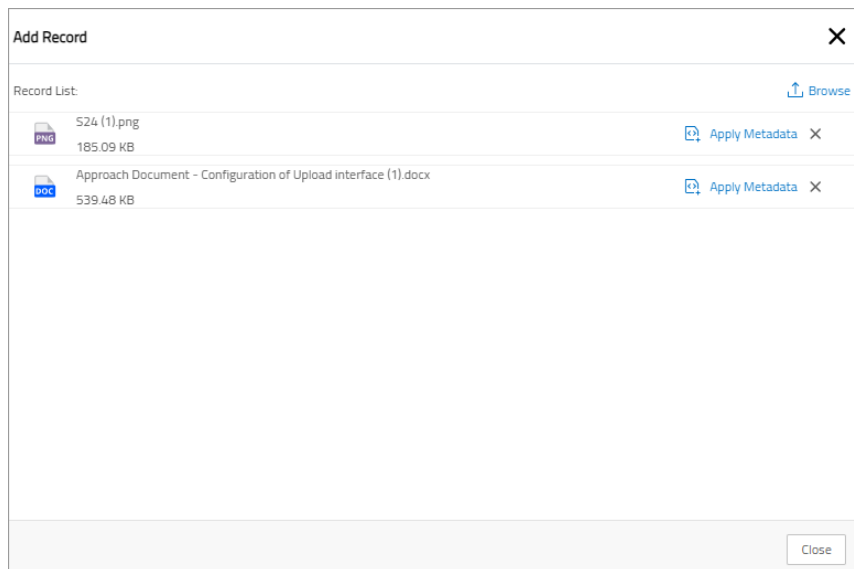 Add Record
Record List:
Browse
S24 (1).png
PNG
185.09 KB
Apply Metadata
Approach Document - Configuration of Upload interface (1).docx
DOC
539.48 KB
Apply Metadata
Close